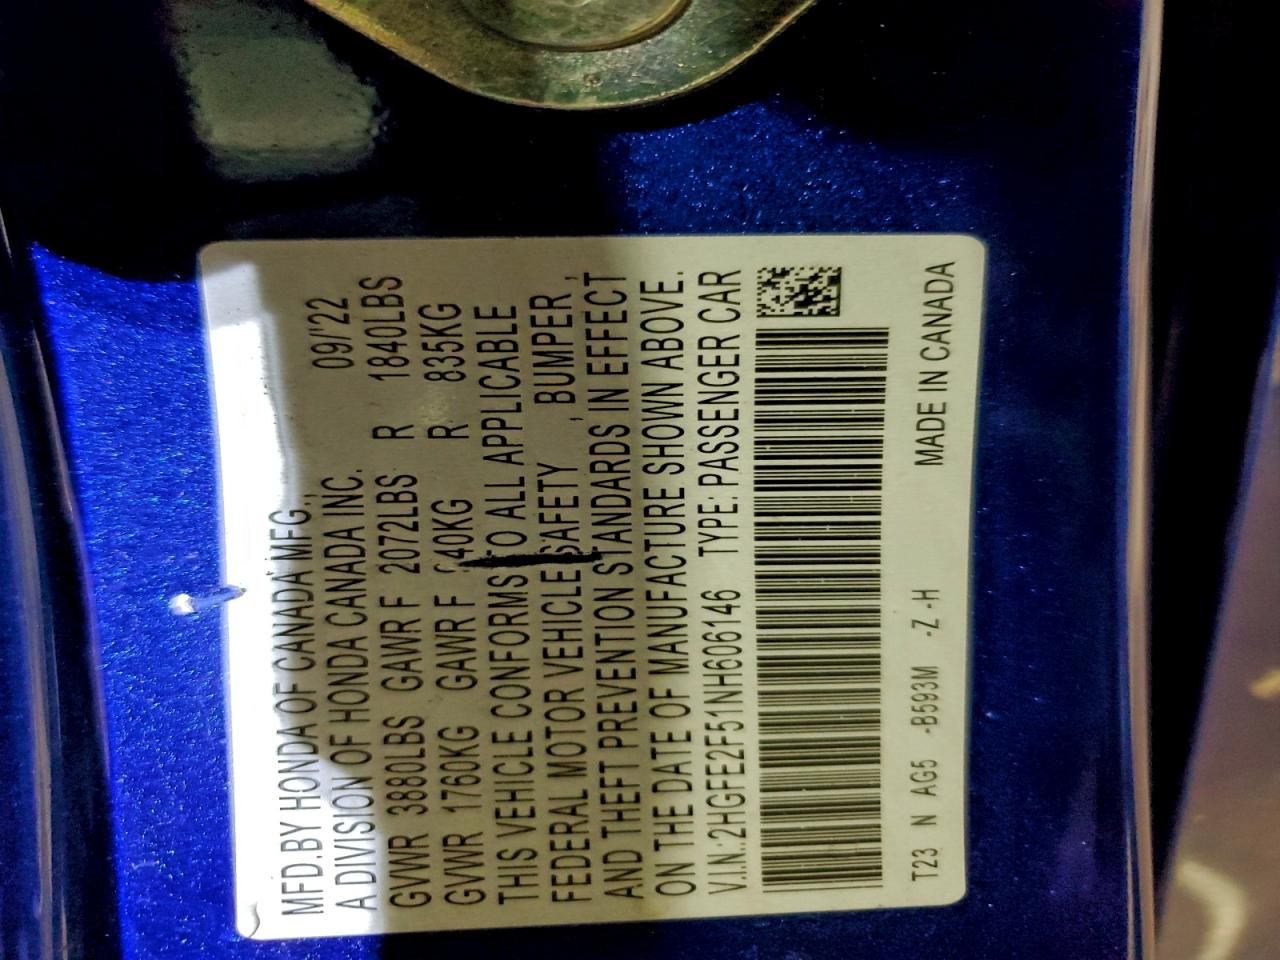 MFD.BY HONDA OF CANADA MFG.,
A DIVISION OF HONDA CANADA INC. 09/'22
GVWR 3880LBS GAWR F 2072LBS R 1840LBS
GVWR 1760KG GAWR F 40KG R 835KG
THIS VEHICLE CONFORMS TO ALL APPLICABLE
FEDERAL MOTOR VEHICLE SAFETY , BUMPER ,
AND THEFT PREVENTION STANDARDS IN EFFECT
ON THE DATE OF MANUFACTURE SHOWN ABOVE.
V.I.N.:2HGFE2F51NH606146 TYPE: PASSENGER CAR
T23 N AG5 -B593M -Z -H MADE IN CANADA